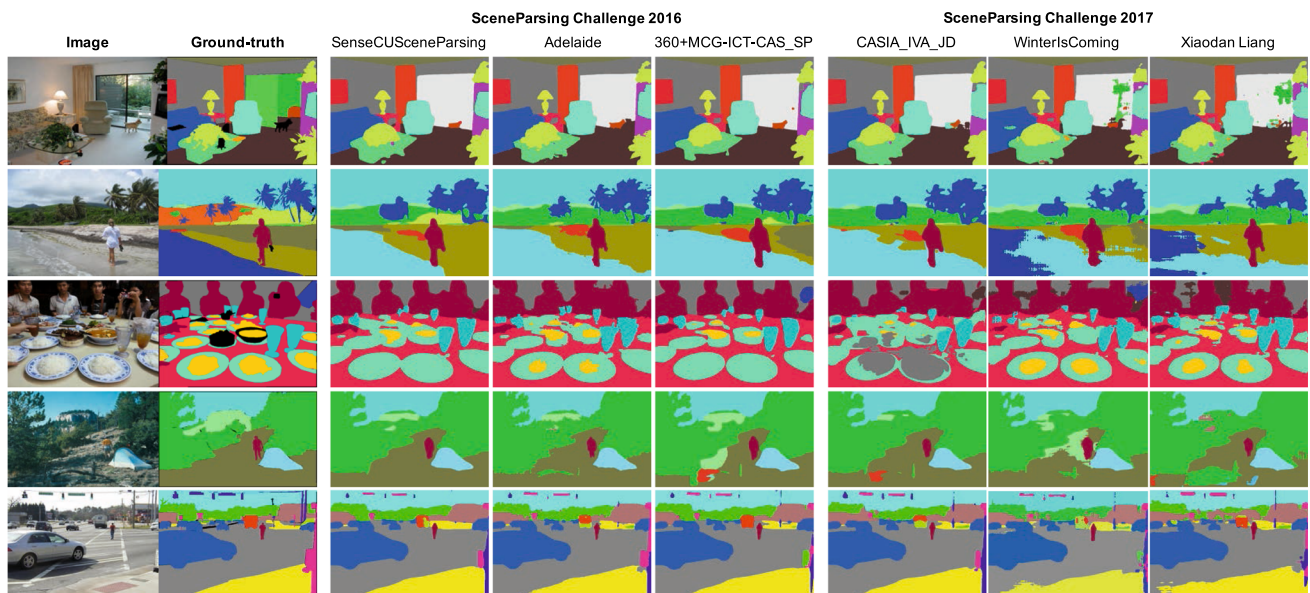 SceneParsing Challenge 2016
SceneParsing Challenge 2017
Image
Ground-truth
SenseCUSceneParsing
Adelaide
360+MCG-ICT-CAS_SP
CASIA_IVA_JD
WinterIsComing
Xiaodan Liang